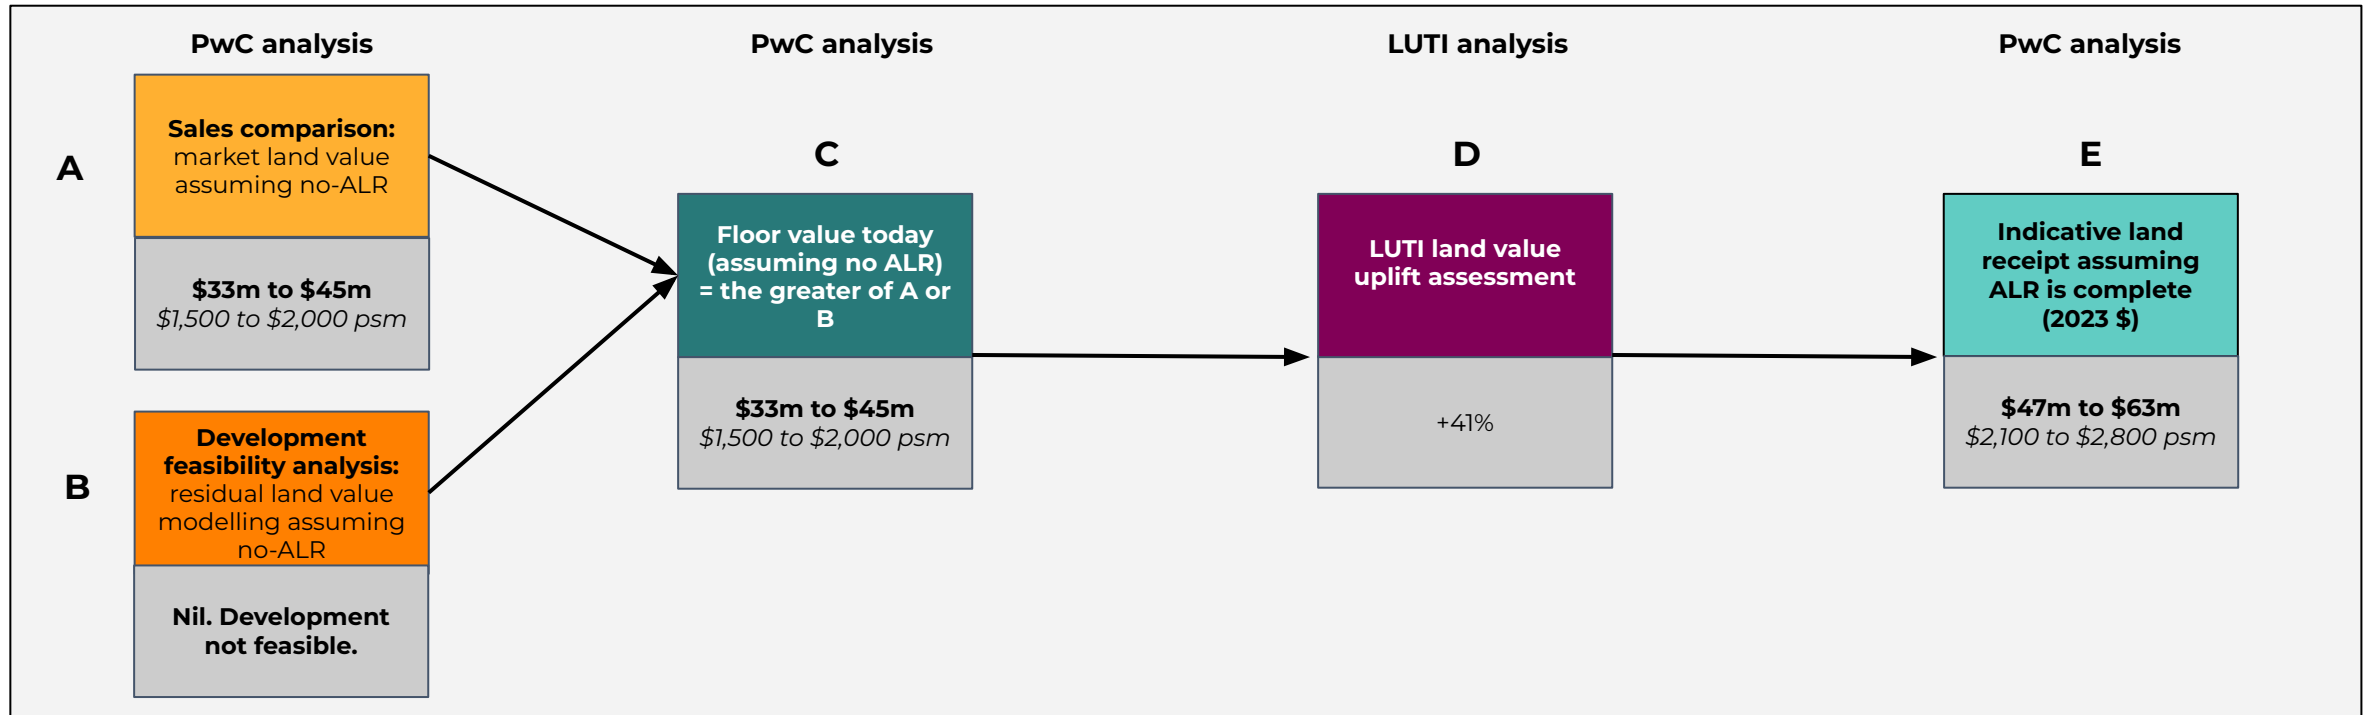 PwC analysis
PwC analysis
LUTI analysis
PwC analysis
A
Sales comparison:
market land value
assuming no-ALR
$33m to $45m
$1,500 to $2,000 psm
B
Development
feasibility analysis:
residual land value
modelling assuming
no-ALR
Nil. Development
not feasible.
C
Floor value today
(assuming no ALR)
= the greater of A or
B
$33m to $45m
$1,500 to $2,000 psm
D
LUTI land value
uplift assessment
+41%
E
Indicative land
receipt assuming
ALR is complete
(2023 $)
$47m to $63m
$2,100 to $2,800 psm